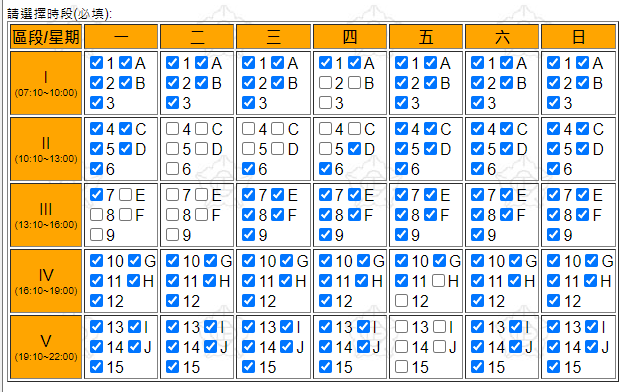 請選擇時段(必填):
區段/星期 一 二 三 四 五 六 日
I 1 A 1 A 1 A 1 A 1 A 1 A 1 A
(07:10~10:00) 2 B 2 B 2 B 2 B 2 B 2 B 2 B
3 3 3 3 3 3 3
II 4 C 4 C 4 C 4 C 4 C 4 C 4 C
(10:10~13:00) 5 D 5 D 5 D 5 D 5 D 5 D 5 D
6 6 6 6 6 6 6
III 7 E 7 E 7 E 7 E 7 E 7 E 7 E
(13:10~16:00) 8 F 8 F 8 F 8 F 8 F 8 F 8 F
9 9 9 9 9 9 9
IV 10 G 10 G 10 G 10 G 10 G 10 G 10 G
(16:10~19:00) 11 H 11 H 11 H 11 H 11 H 11 H 11 H
12 12 12 12 12 12 12
V 13 I 13 I 13 I 13 I 13 I 13 I 13 I
(19:10~22:00) 14 J 14 J 14 J 14 J 14 J 14 J 14 J
15 15 15 15 15 15 15